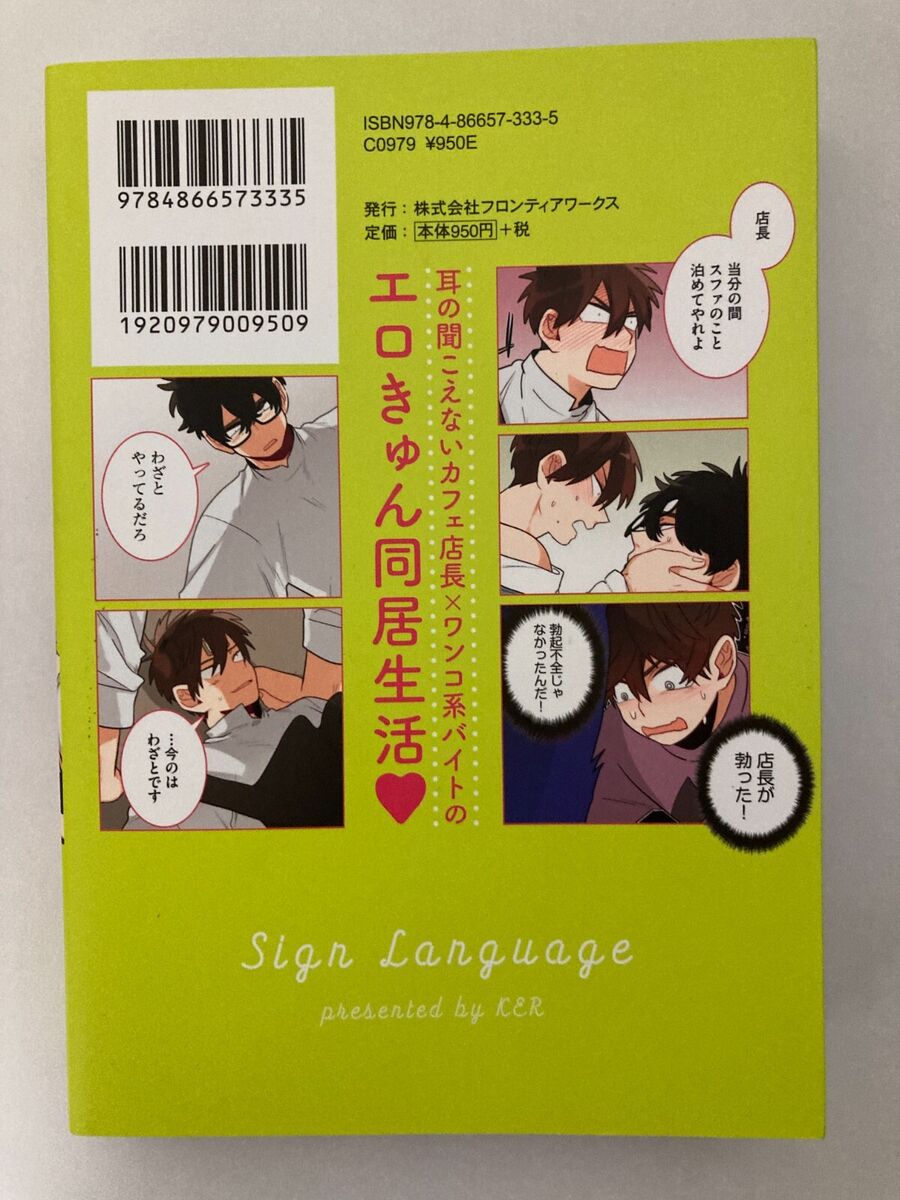 9784866573335
1920979009509
ISBN978-4-86657-333-5
C0979 ¥950E
発行：株式会社フロンティアワークス
定価：本体950円+税
店長
当分の間
スファのこと
泊めてやれよ
勃起不全じゃ
なかったんだ！
店長が
勃った！
耳の聞こえないカフェ店長×ワンコ系バイトの
エロきゅん同居生活♥
わざと
やってるだろ
…今のは
わざとです
Sign Language
presented by KER